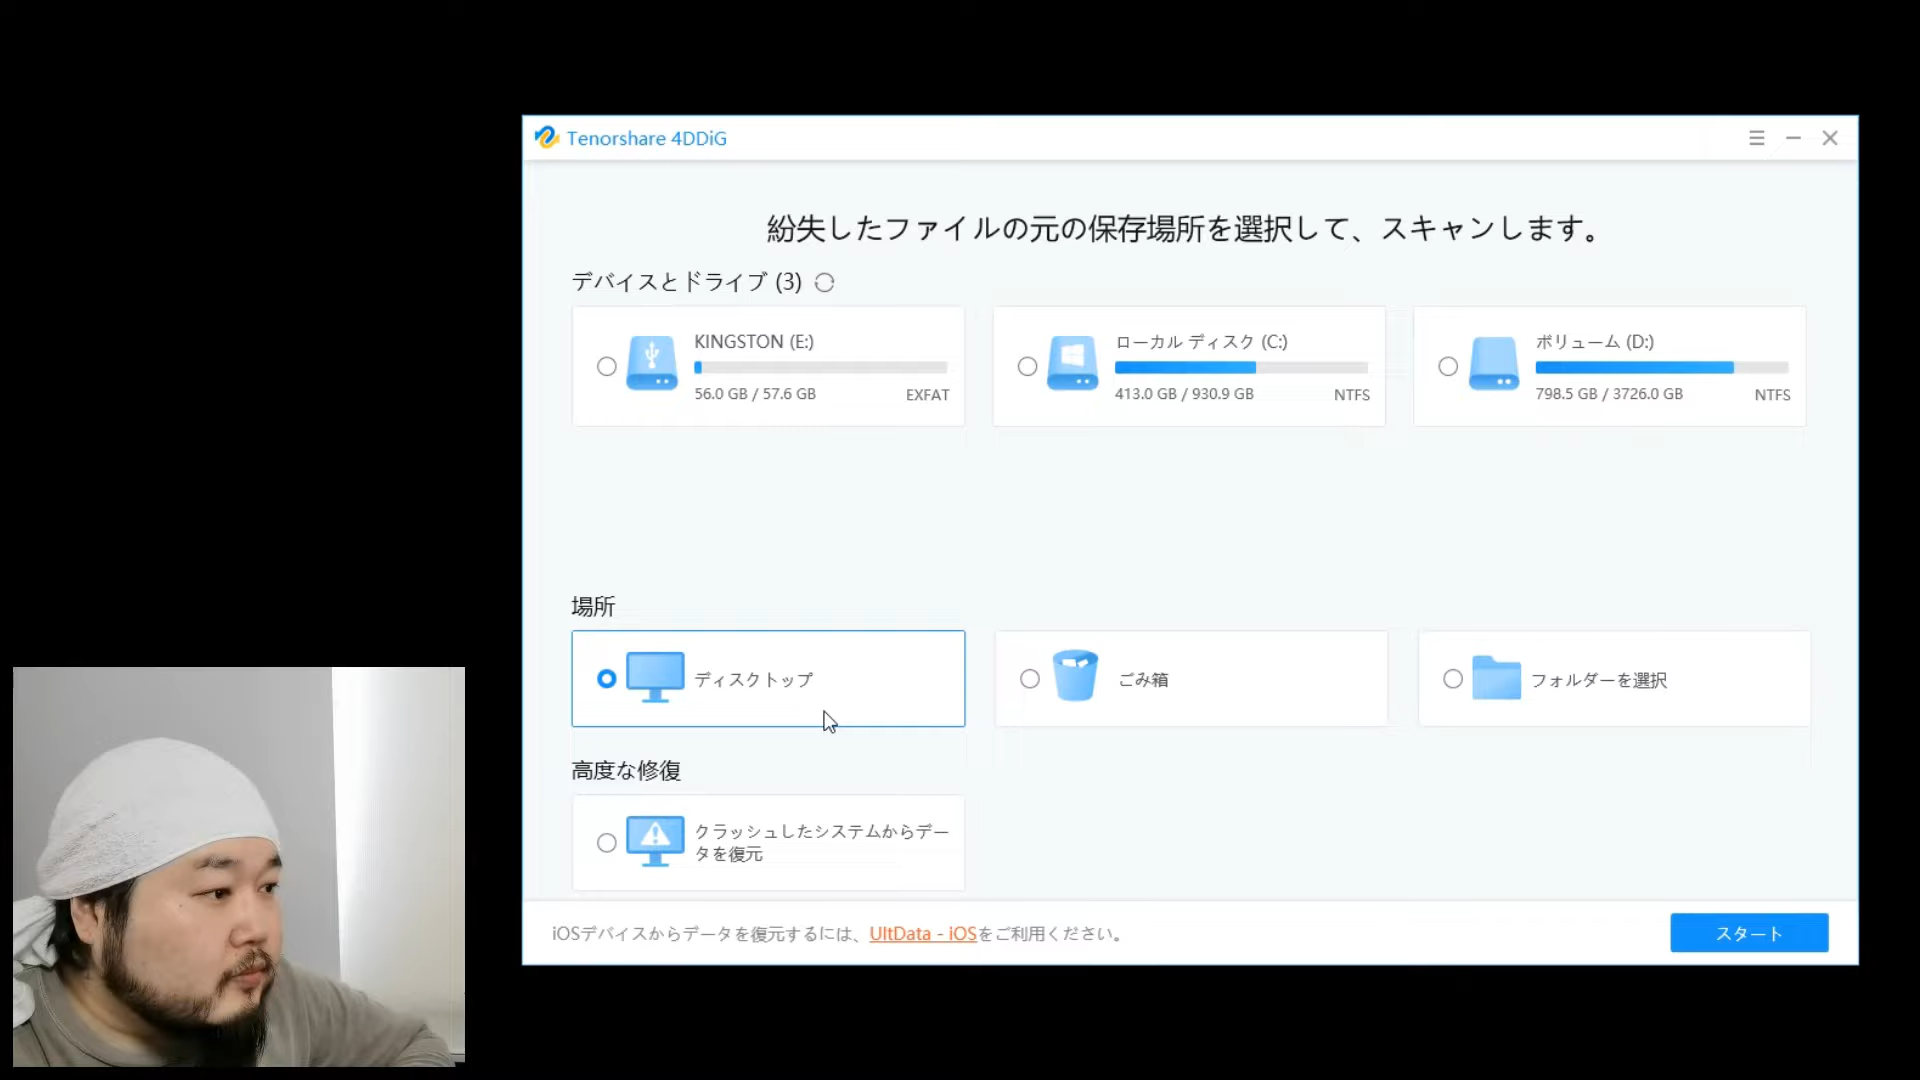 Tenorshare 4DDiG
紛失したファイルの元の保存場所を選択して、スキャンします。
デバイスとドライブ (3)
KINGSTON (E:)
56.0 GB / 57.6 GB
EXFAT
ローカル ディスク (C:)
413.0 GB / 930.9 GB
NTFS
ボリューム (D:)
798.5 GB / 3726.0 GB
NTFS
場所
ディスクトップ
ごみ箱
フォルダーを選択
高度な修復
クラッシュしたシステムからデー
タを復元
iOSデバイスからデータを復元するには、UltData - iOSをご利用ください。
スタート